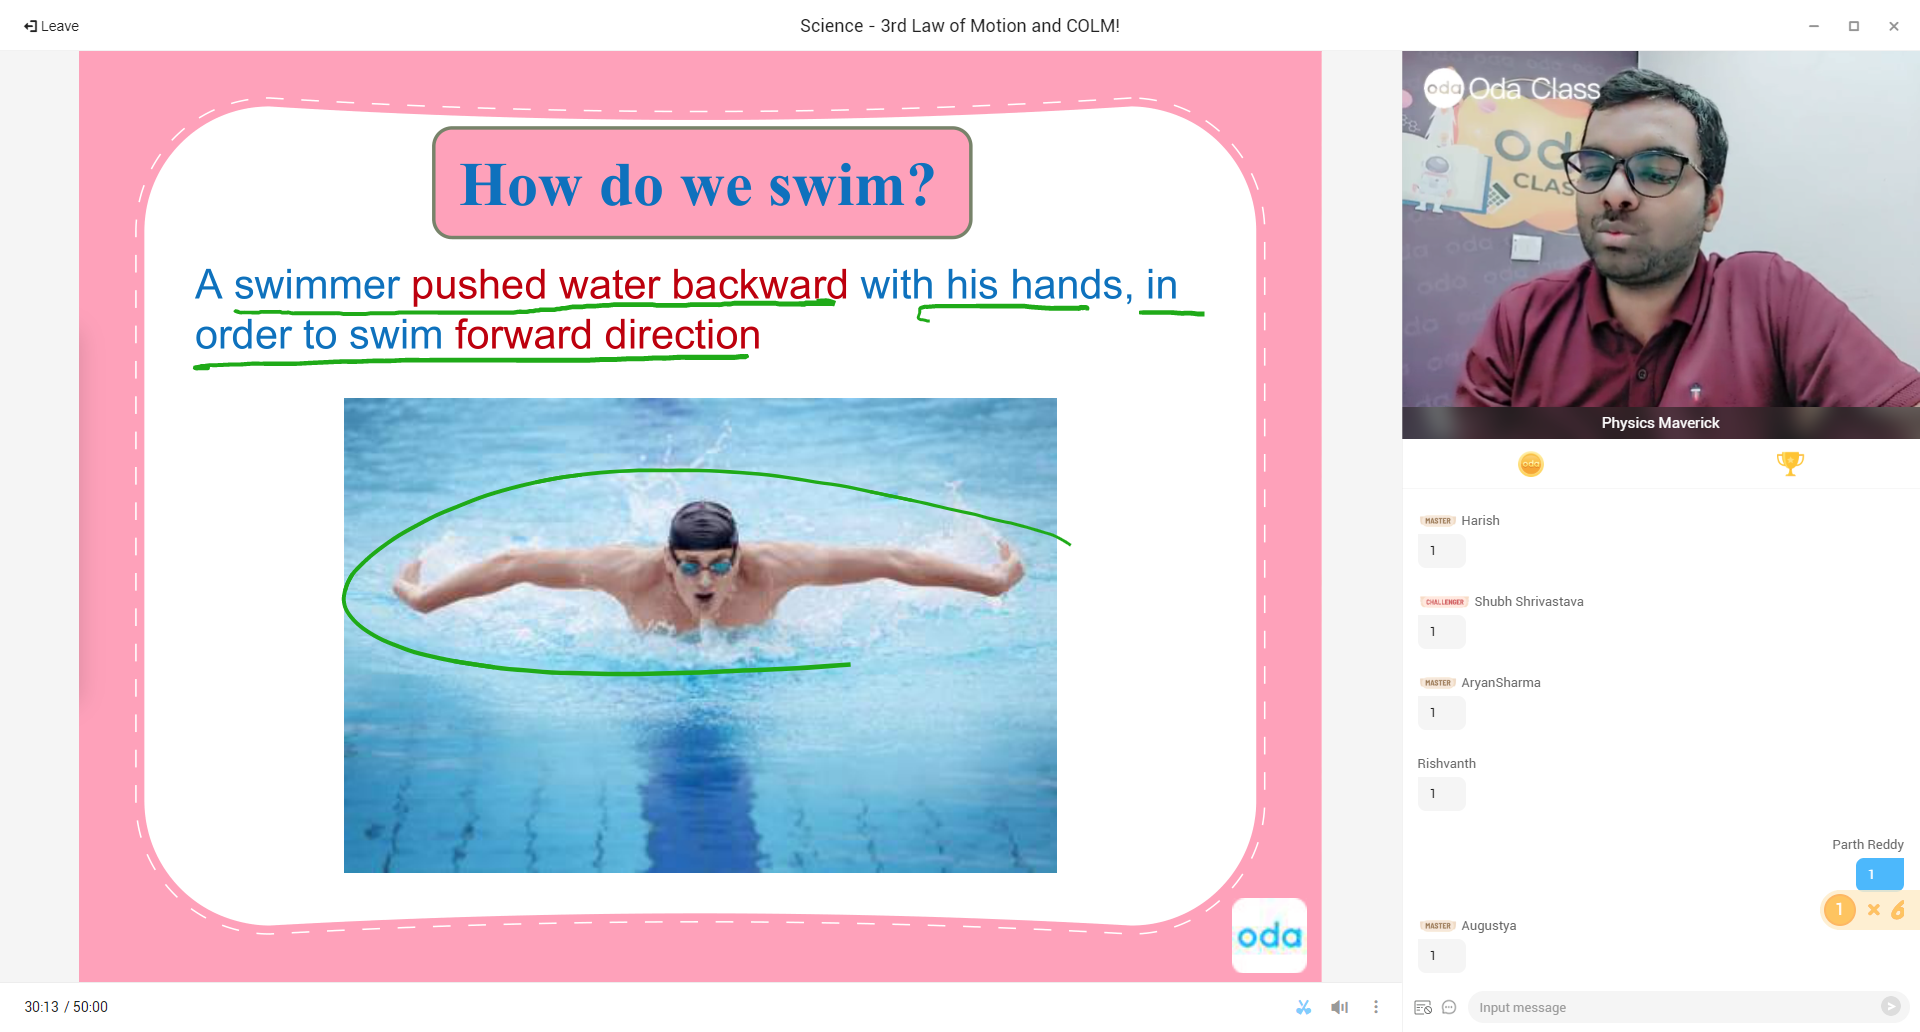 Leave
Science - 3rd Law of Motion and COLM!
How do we swim?
A swimmer pushed water backward with his hands, in
order to swim forward direction
oda
30:13 / 50:00
oda Oda Class
od
CLAS
Physics Maverick
oda
MASTER Harish
1
CHALLENGER Shubh Shrivastava
1
MASTER AryanSharma
1
Rishvanth
1
Parth Reddy
1
1 × 6
MASTER Augustya
1
Input message